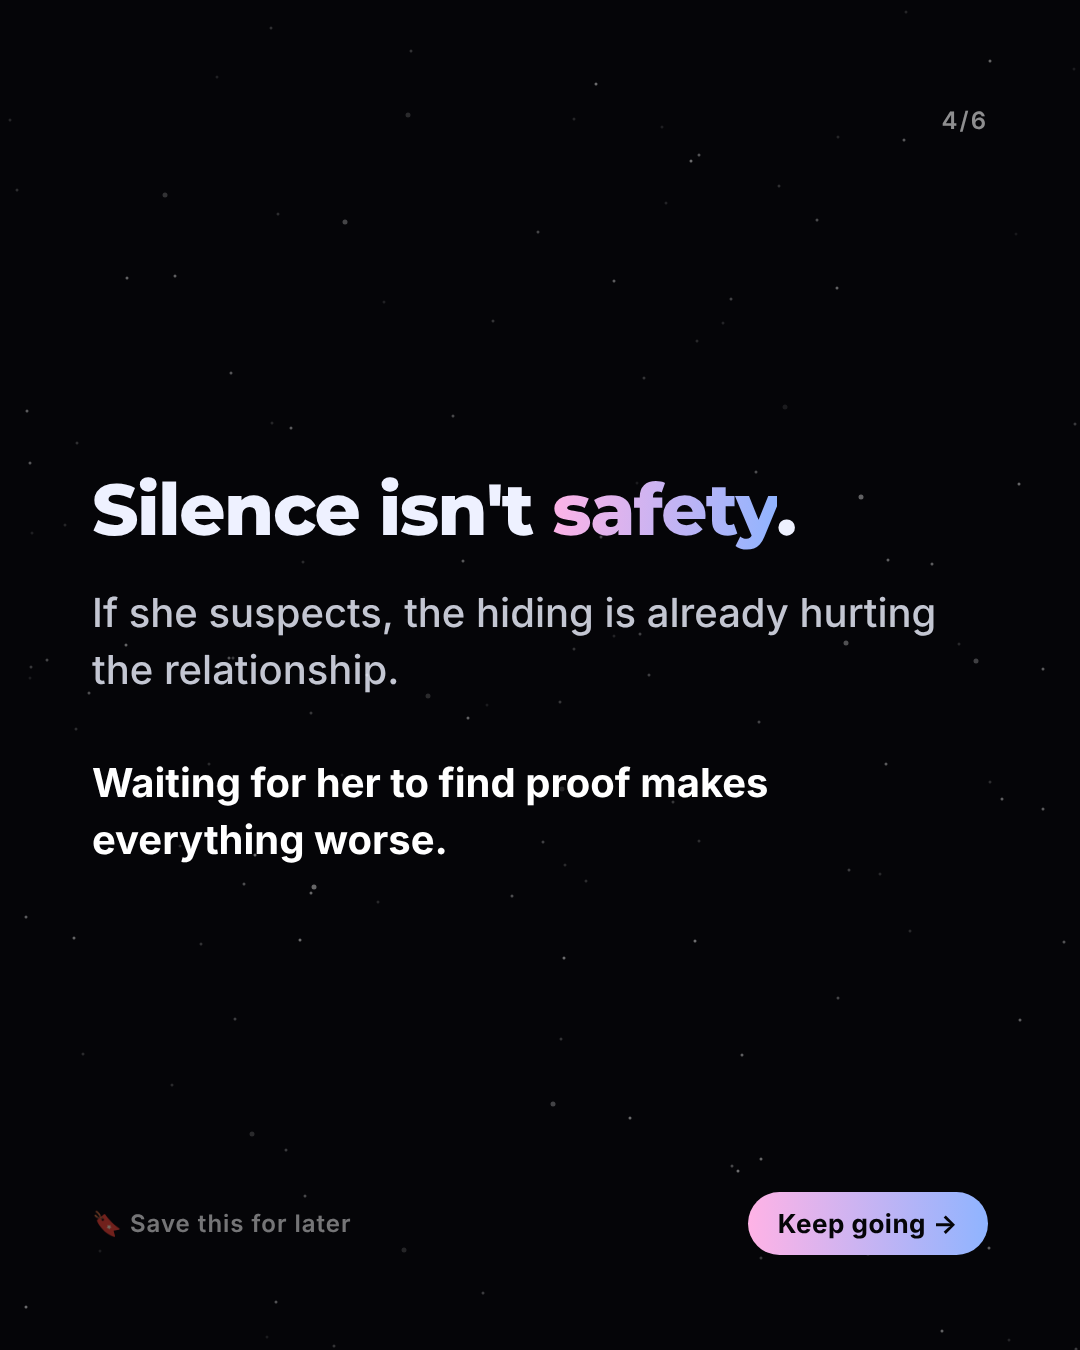 4/6
Silence isn't safety.
If she suspects, the hiding is already hurting
the relationship.
Waiting for her to find proof makes
everything worse.
🔖 Save this for later
Keep going →